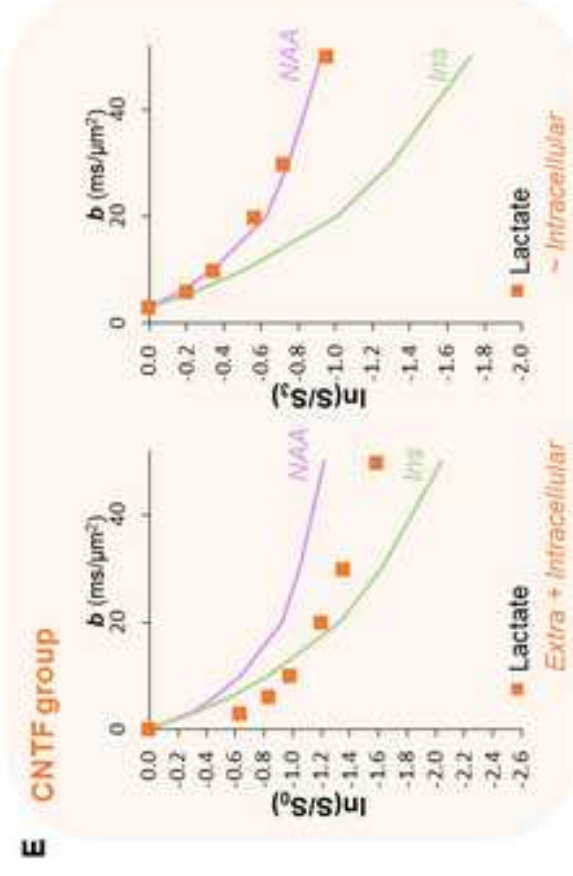 E
CNTF group
b (ms/µm²)
0
20
40
0.0
-0.2
-0.4
-0.6
-0.8
-1.0
-1.2
-1.4
-1.6
-1.8
-2.0
-2.2
-2.4
-2.6
ln(S/S₀)
NAA
Ins
Lactate
Extra + Intracellular
b (ms/µm²)
0
20
40
0.0
-0.2
-0.4
-0.6
-0.8
-1.0
-1.2
-1.4
-1.6
-1.8
-2.0
ln(S/S₃)
NAA
Ins
Lactate
~ Intracellular